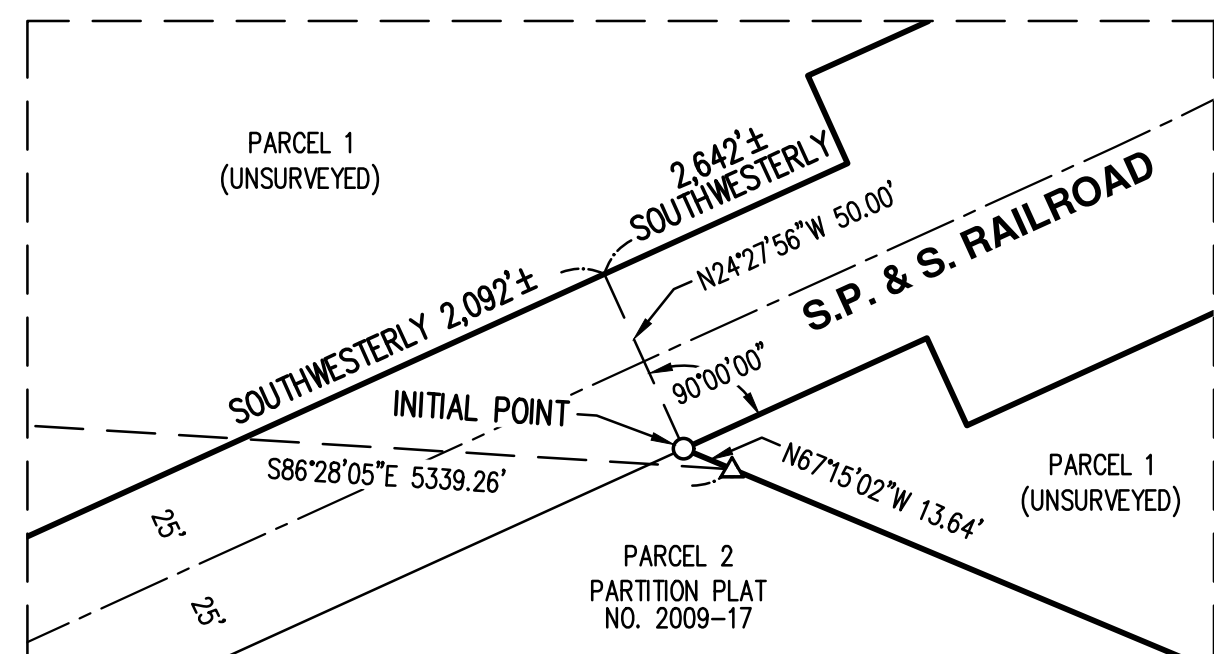 PARCEL 1
(UNSURVEYED)
2,642'±
SOUTHWESTERLY
N24°27'56"W 50.00'
S.P. & S. RAILROAD
SOUTHWESTERLY 2,092'±
90°00'00"
INITIAL POINT
S86°28'05"E 5339.26'
N67°15'02"W 13.64'
PARCEL 1
(UNSURVEYED)
25'
25'
PARCEL 2
PARTITION PLAT
NO. 2009-17